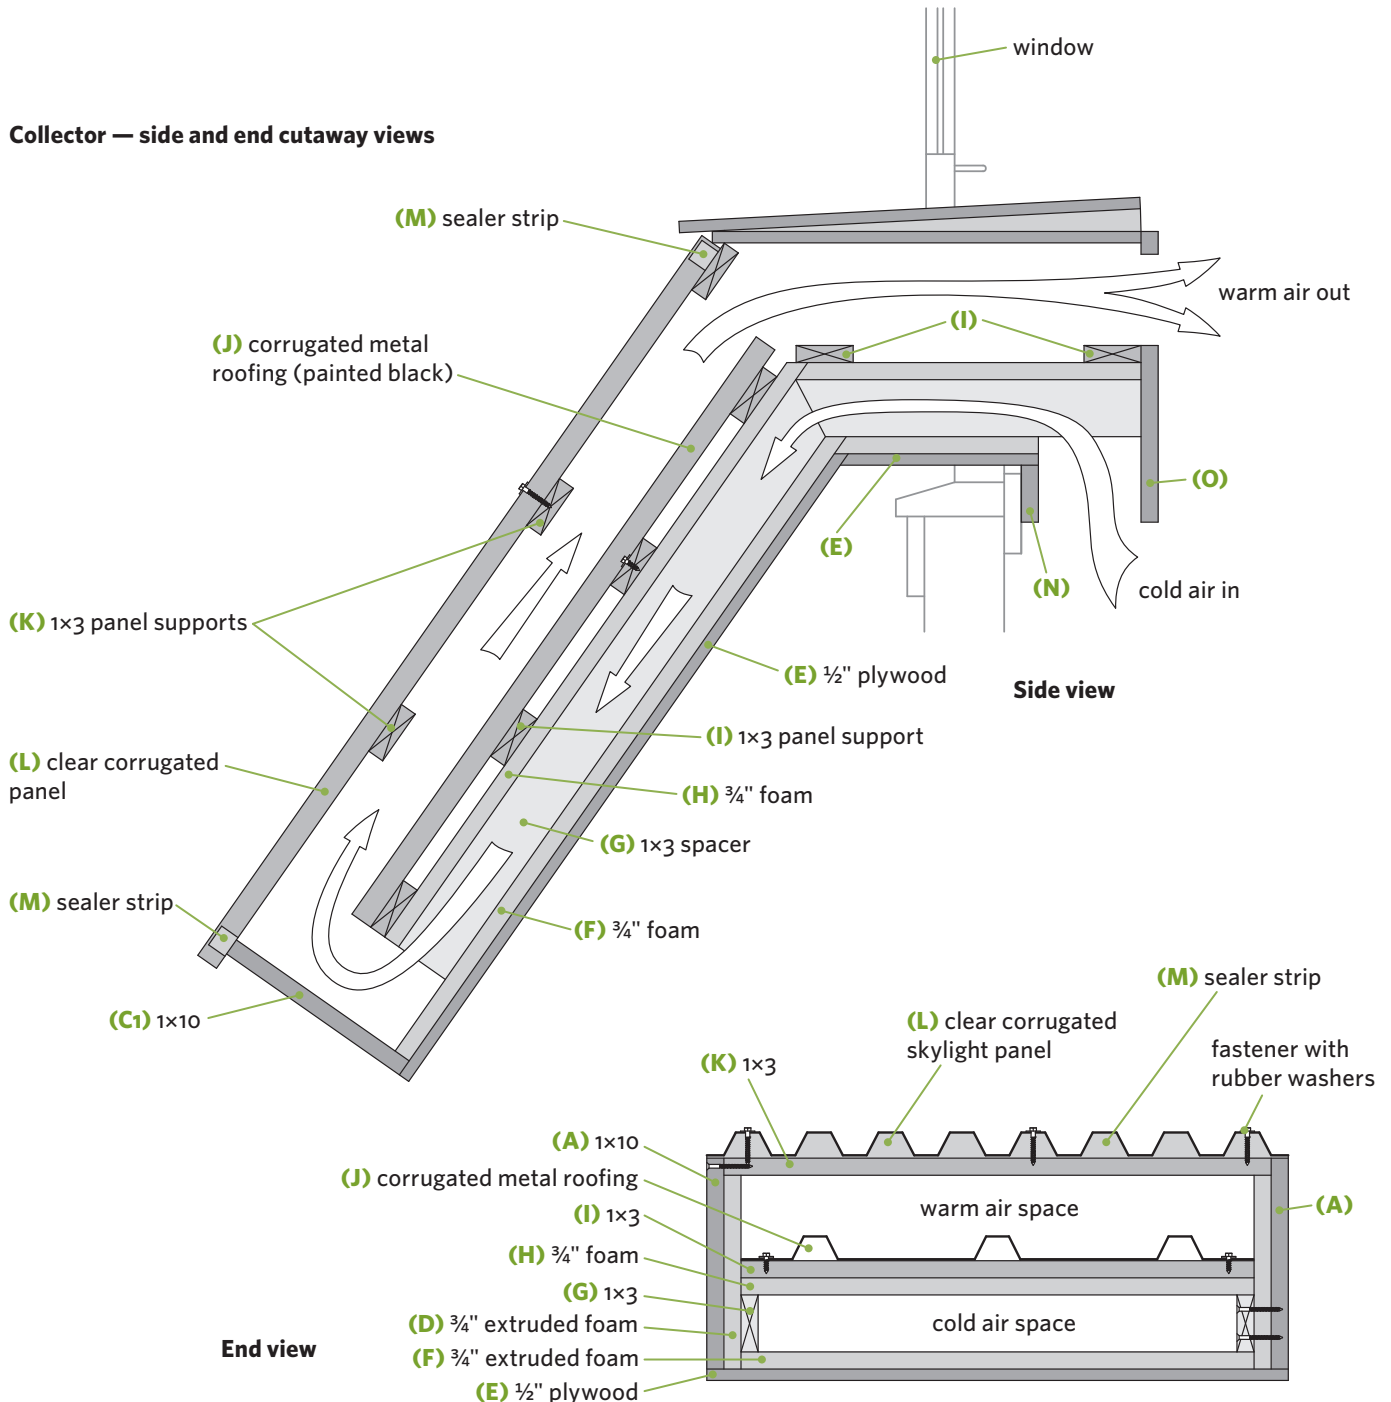 window
Collector — side and end cutaway views
(M) sealer strip
warm air out
(I)
(J) corrugated metal
roofing (painted black)
(O)
(E)
(N)
cold air in
(K) 1×3 panel supports
(E) ½" plywood
Side view
(I) 1×3 panel support
(L) clear corrugated
panel
(H) ¾" foam
(G) 1×3 spacer
(M) sealer strip
(F) ¾" foam
(C1) 1×10
(M) sealer strip
(L) clear corrugated
skylight panel
fastener with
rubber washers
(K) 1×3
(A) 1×10
(J) corrugated metal roofing
(A)
warm air space
(I) 1×3
(H) ¾" foam
(G) 1×3
(D) ¾" extruded foam
cold air space
End view
(F) ¾" extruded foam
(E) ½" plywood